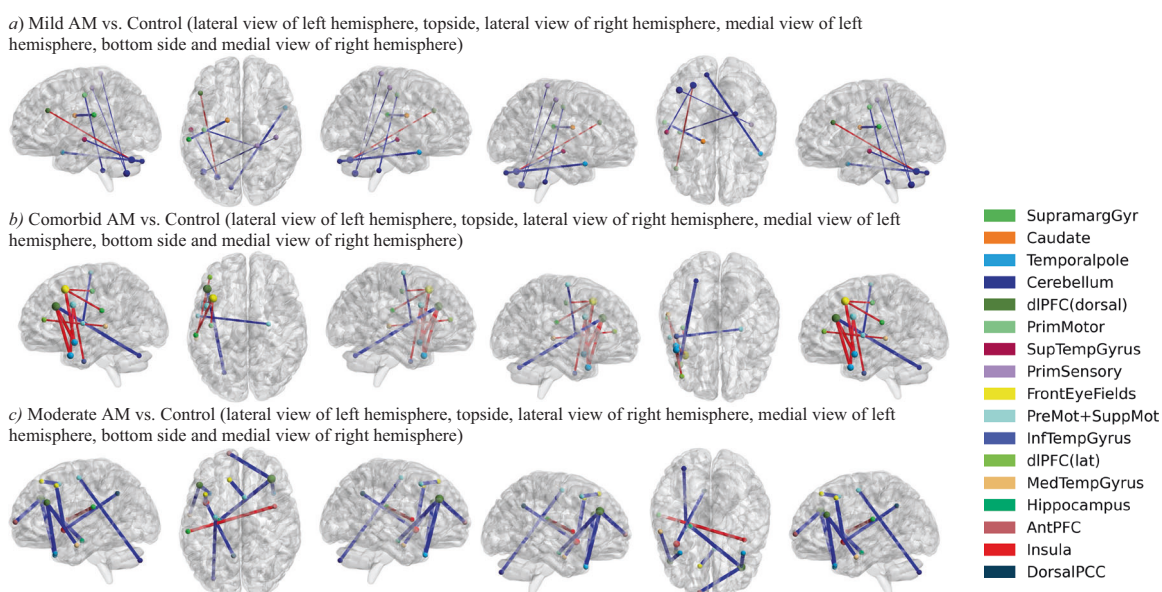 a) Mild AM vs. Control (lateral view of left hemisphere, topside, lateral view of right hemisphere, medial view of left
hemisphere, bottom side and medial view of right hemisphere)
b) Comorbid AM vs. Control (lateral view of left hemisphere, topside, lateral view of right hemisphere, medial view of left
hemisphere, bottom side and medial view of right hemisphere)
c) Moderate AM vs. Control (lateral view of left hemisphere, topside, lateral view of right hemisphere, medial view of left
hemisphere, bottom side and medial view of right hemisphere)
SupramargGyr
Caudate
Temporalpole
Cerebellum
dlPFC(dorsal)
PrimMotor
SupTempGyrus
PrimSensory
FrontEyeFields
PreMot+SuppMot
InfTempGyrus
dlPFC(lat)
MedTempGyrus
Hippocampus
AntPFC
Insula
DorsalPCC